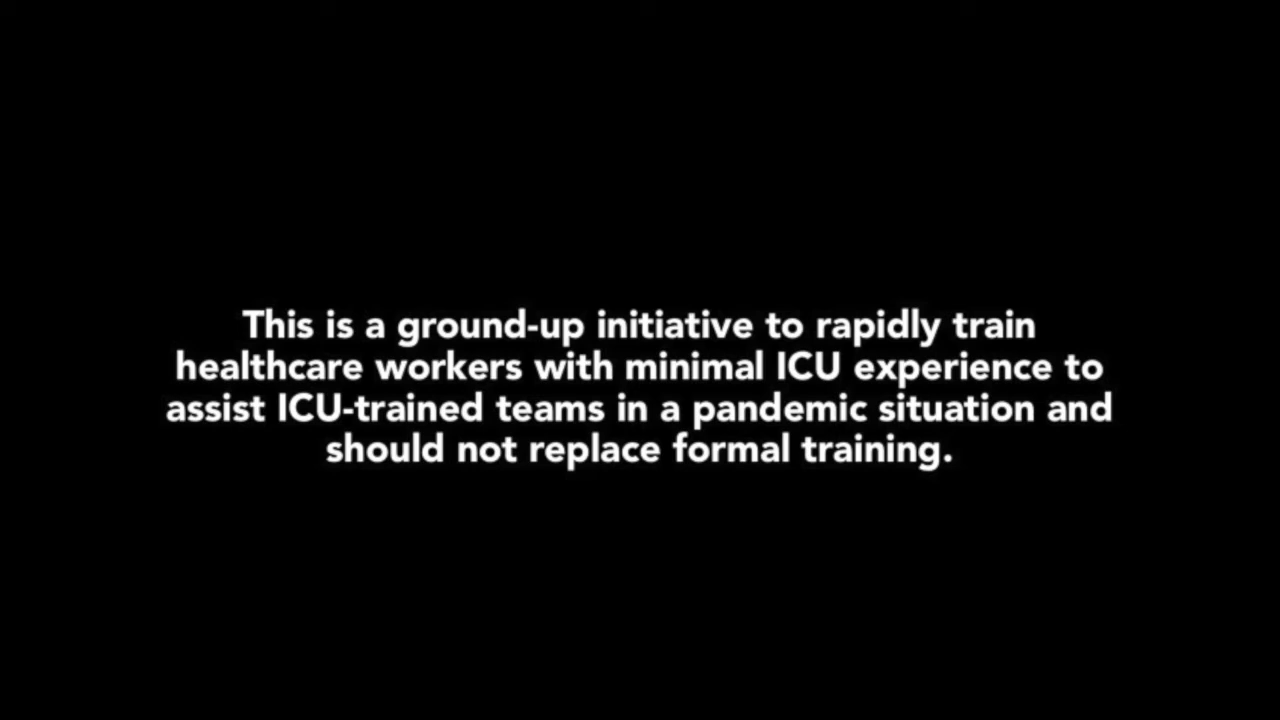 This is a ground-up initiative to rapidly train
healthcare workers with minimal ICU experience to
assist ICU-trained teams in a pandemic situation and
should not replace formal training.